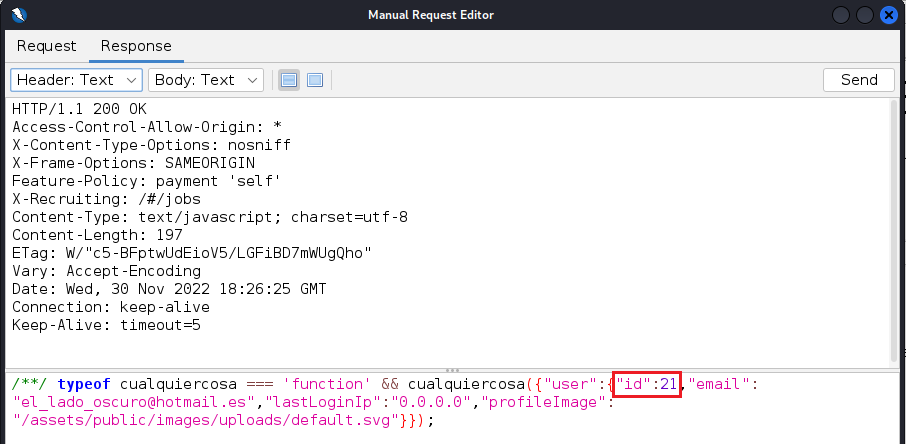 Manual Request Editor
Request Response
Header: Text Body: Text Send
HTTP/1.1 200 OK
Access-Control-Allow-Origin: *
X-Content-Type-Options: nosniff
X-Frame-Options: SAMEORIGIN
Feature-Policy: payment 'self'
X-Recruiting: /#/jobs
Content-Type: text/javascript; charset=utf-8
Content-Length: 197
ETag: W/"c5-BFptwUdEioV5/LGFiBD7mWUgQho"
Vary: Accept-Encoding
Date: Wed, 30 Nov 2022 18:26:25 GMT
Connection: keep-alive
Keep-Alive: timeout=5
/**/ typeof cualquiercosa === 'function' && cualquiercosa({"user":{"id":21,"email":
"el_lado_oscuro@hotmail.es","lastLoginIp":"0.0.0.0","profileImage":
"/assets/public/images/uploads/default.svg"}});